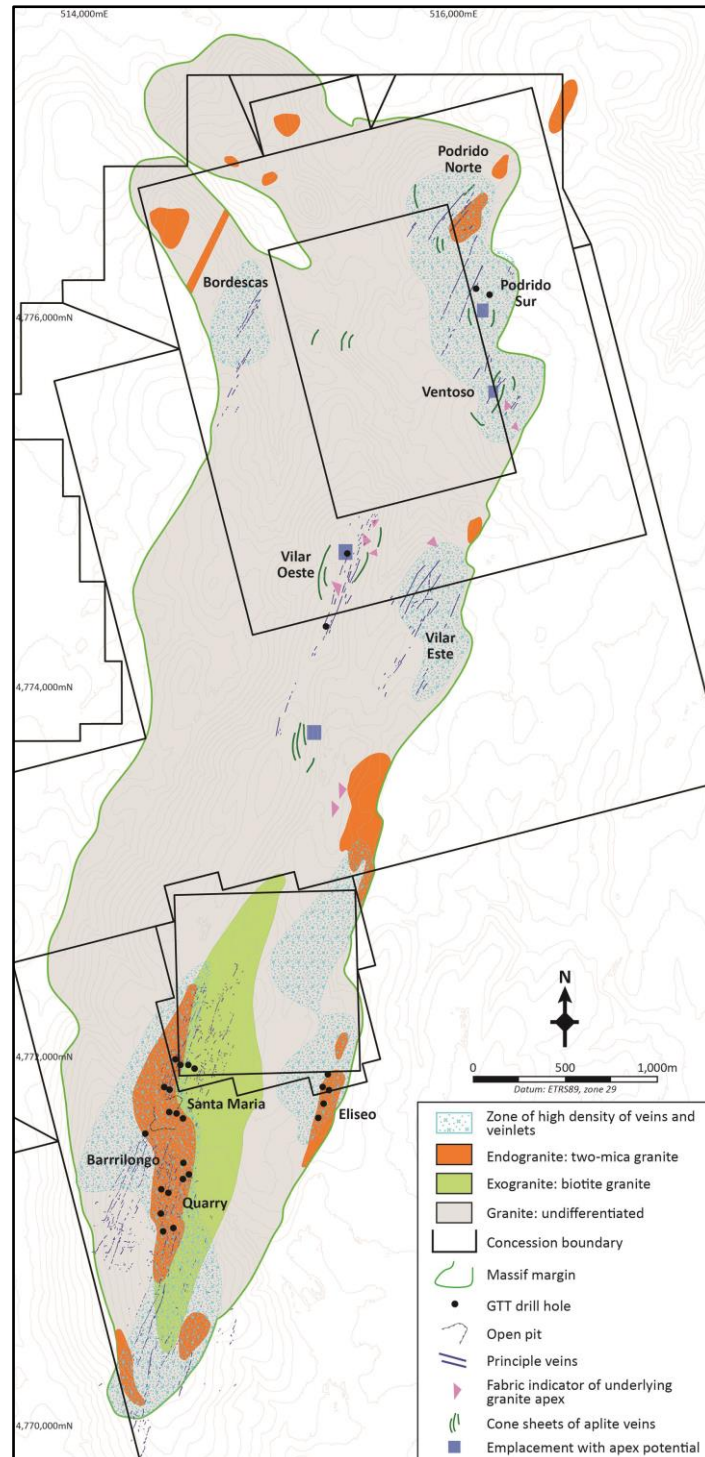 514,000mE
516,000mE
Podrido
Norte
Bordescas
Podrido
Sur
4,776,000mN
Ventoso
Vilar
Oeste
Vilar
Este
4,774,000mN
N
4,772,000mN
0 500 1,000m
Datum: ETRS89, zone 29
Santa Maria
Eliseo
Barrrilongo
Quarry
Zone of high density of veins and
veinlets
Endogranite: two-mica granite
Exogranite: biotite granite
Granite: undifferentiated
Concession boundary
Massif margin
GTT drill hole
Open pit
Principle veins
Fabric indicator of underlying
granite apex
Cone sheets of aplite veins
Emplacement with apex potential
4,770,000mN